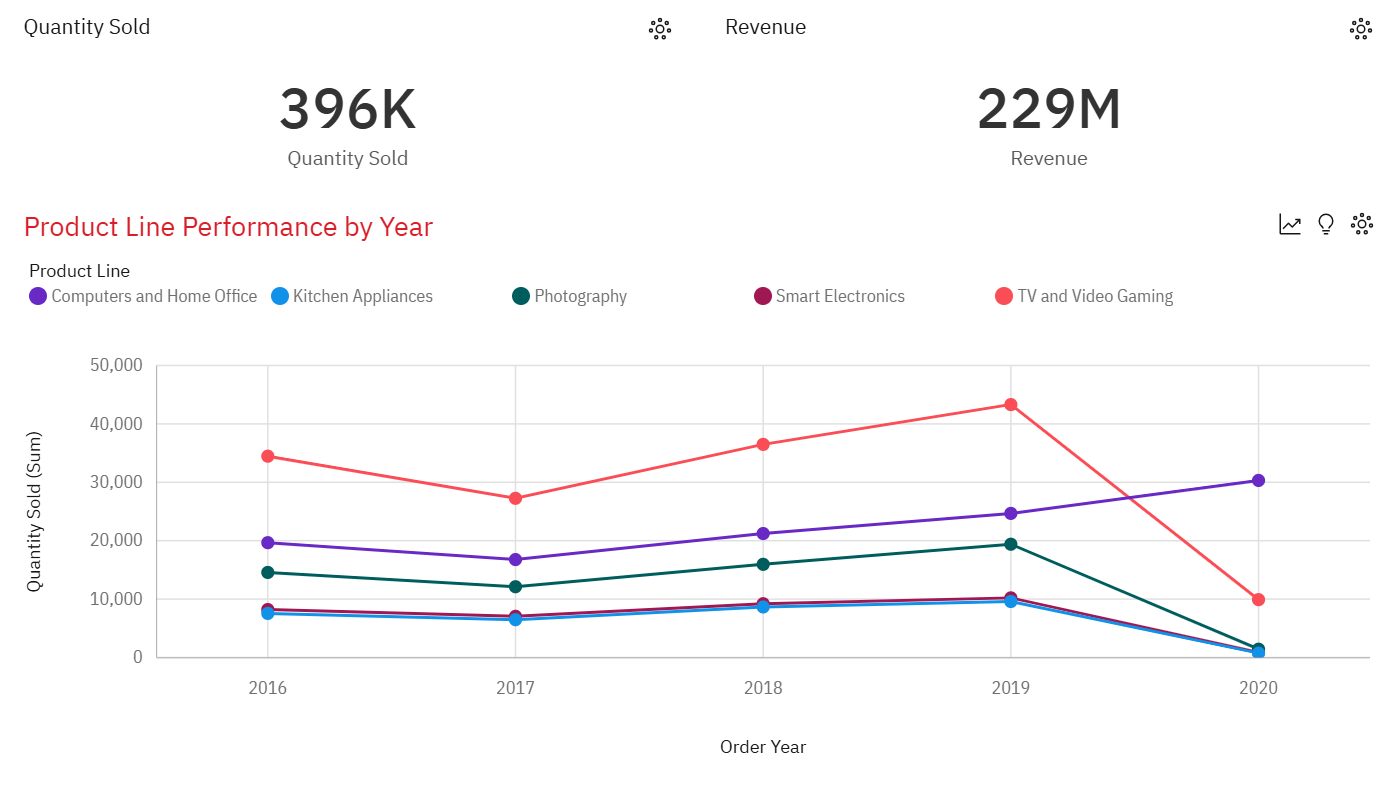 Quantity Sold
Revenue
396K
Quantity Sold
229M
Revenue
Product Line Performance by Year
Product Line
Computers and Home Office
Kitchen Appliances
Photography
Smart Electronics
TV and Video Gaming
Quantity Sold (Sum)
50,000
40,000
30,000
20,000
10,000
0
2016
2017
2018
2019
2020
Order Year